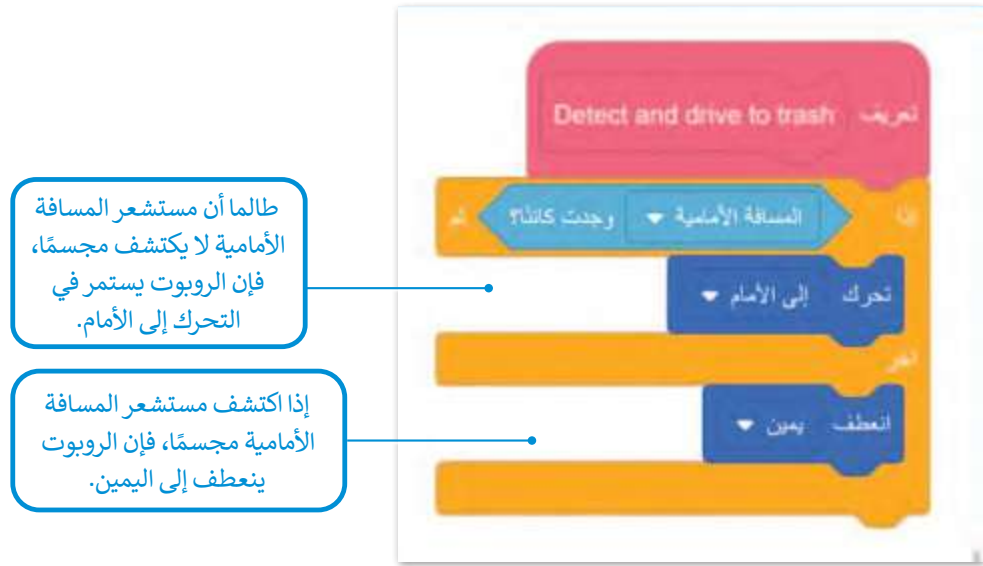 تعريف Detect and drive to trash
إذا المسافة الأمامية وجدت كائنًا؟ ثم
تحرك إلى الأمام
انعطف يمين
طالما أن مستشعر المسافة
الأمامية لا يكتشف مجسمًا،
فإن الروبوت يستمر في
التحرك إلى الأمام.
إذا اكتشف مستشعر المسافة
الأمامية مجسمًا، فإن الروبوت
ينعطف إلى اليمين.